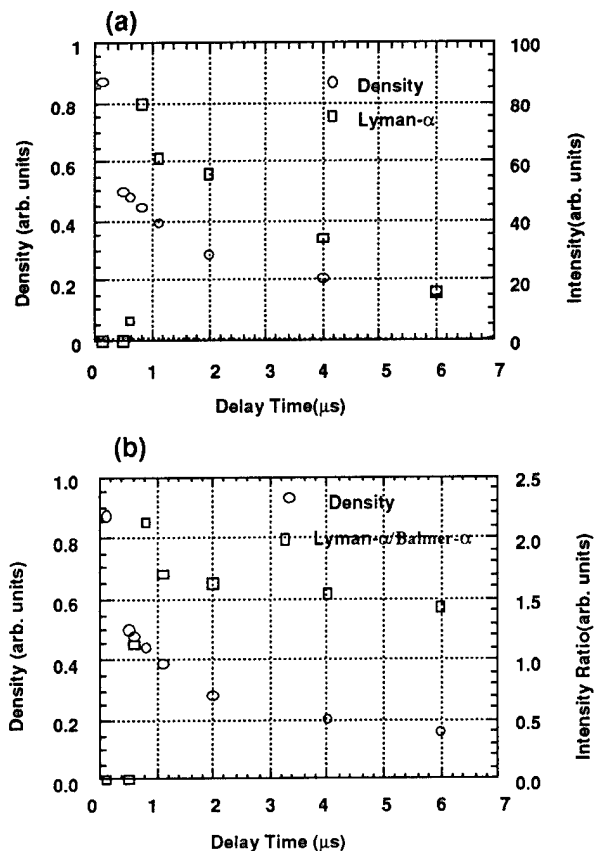 (a)
1
0.8
0.6
0.4
0.2
0
100
80
60
40
20
0
Density (arb. units)
Intensity(arb. units)
Density
Lyman-α
0 1 2 3 4 5 6 7
Delay Time(μs)
(b)
1.0
0.8
0.6
0.4
0.2
0.0
2.5
2.0
1.5
1.0
0.5
0.0
Density (arb. units)
Intensity Ratio(arb. units)
Density
Lyman-α/Balmer-α
0 1 2 3 4 5 6 7
Delay Time (μs)